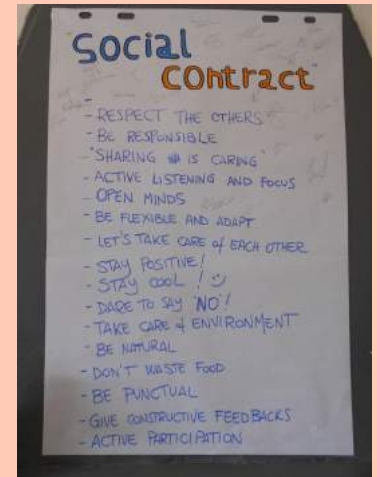 Social
Contract
-
- RESPECT THE OTHERS
- BE RESPONSIBLE
- "SHARING IS CARING"
- ACTIVE LISTENING AND FOCUS
- OPEN MINDS
- BE FLEXIBLE AND ADAPT
- LET'S TAKE CARE of EACH OTHER
- STAY POSITIVE!
- STAY COOL!
- DARE TO SAY "NO"!
- TAKE CARE of ENVIRONMENT
- BE NATURAL
- DON'T WASTE FOOD
- BE PUNCTUAL
- GIVE CONSTRUCTIVE FEEDBACKS
- ACTIVE PARTICIPATION